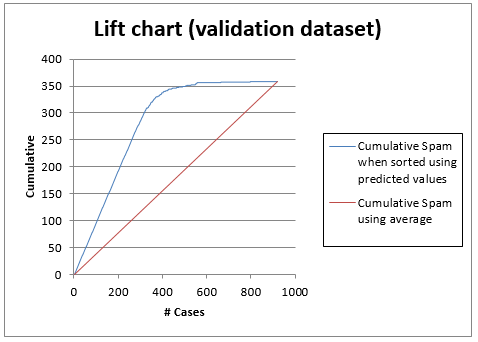 Lift chart (validation dataset)
400
350
300
250
200
150
100
50
0
Cumulative
0 200 400 600 800 1000
# Cases
Cumulative Spam
when sorted using
predicted values
Cumulative Spam
using average